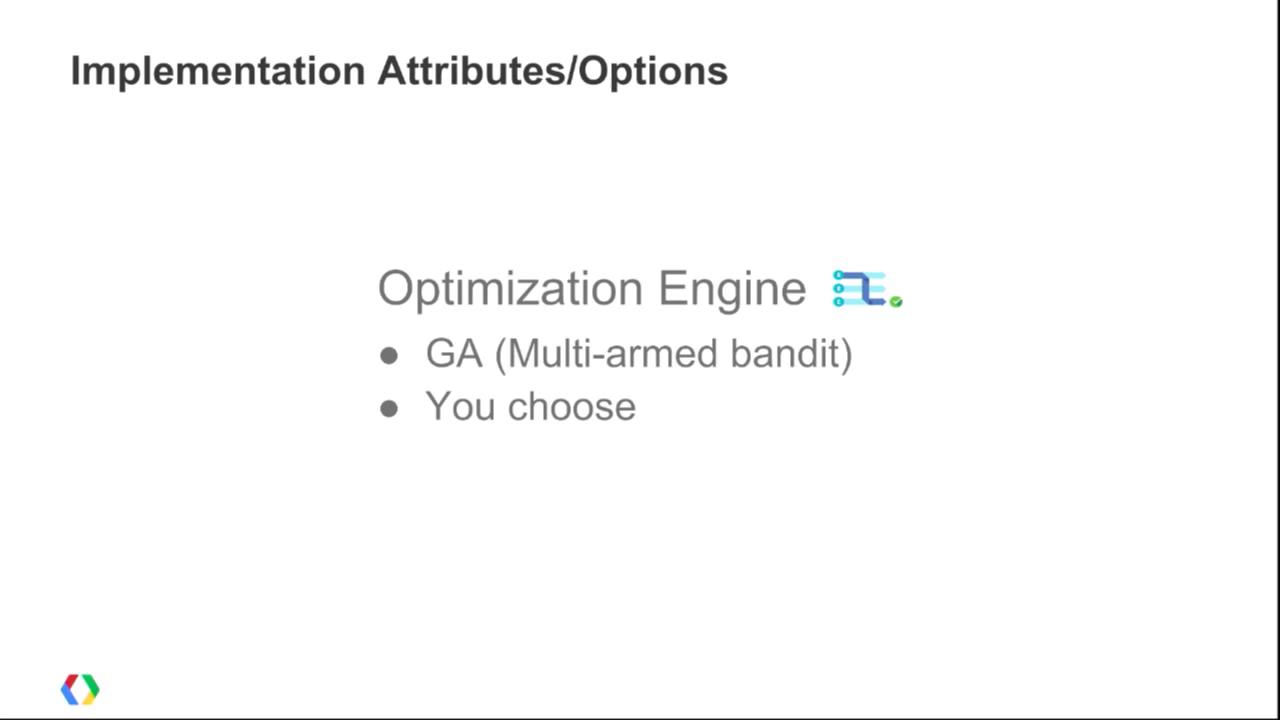 Implementation Attributes/Options
Optimization Engine
● GA (Multi-armed bandit)
● You choose